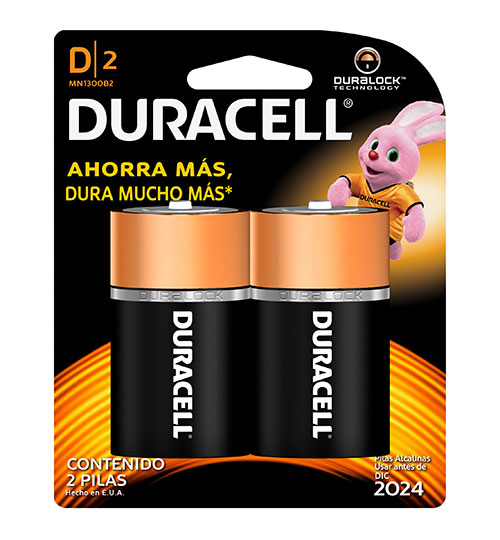 D|2
MN1300B2
DURALOCK™
TECHNOLOGY
DURACELL®
AHORRA MÁS,
DURA MUCHO MÁS*
DURALOCK
DURALOCK
DURACELL
DURACELL
CONTENIDO
2 PILAS
Hecho en E.U.A.
Pilas Alcalinas
Usar antes de
DIC
2024